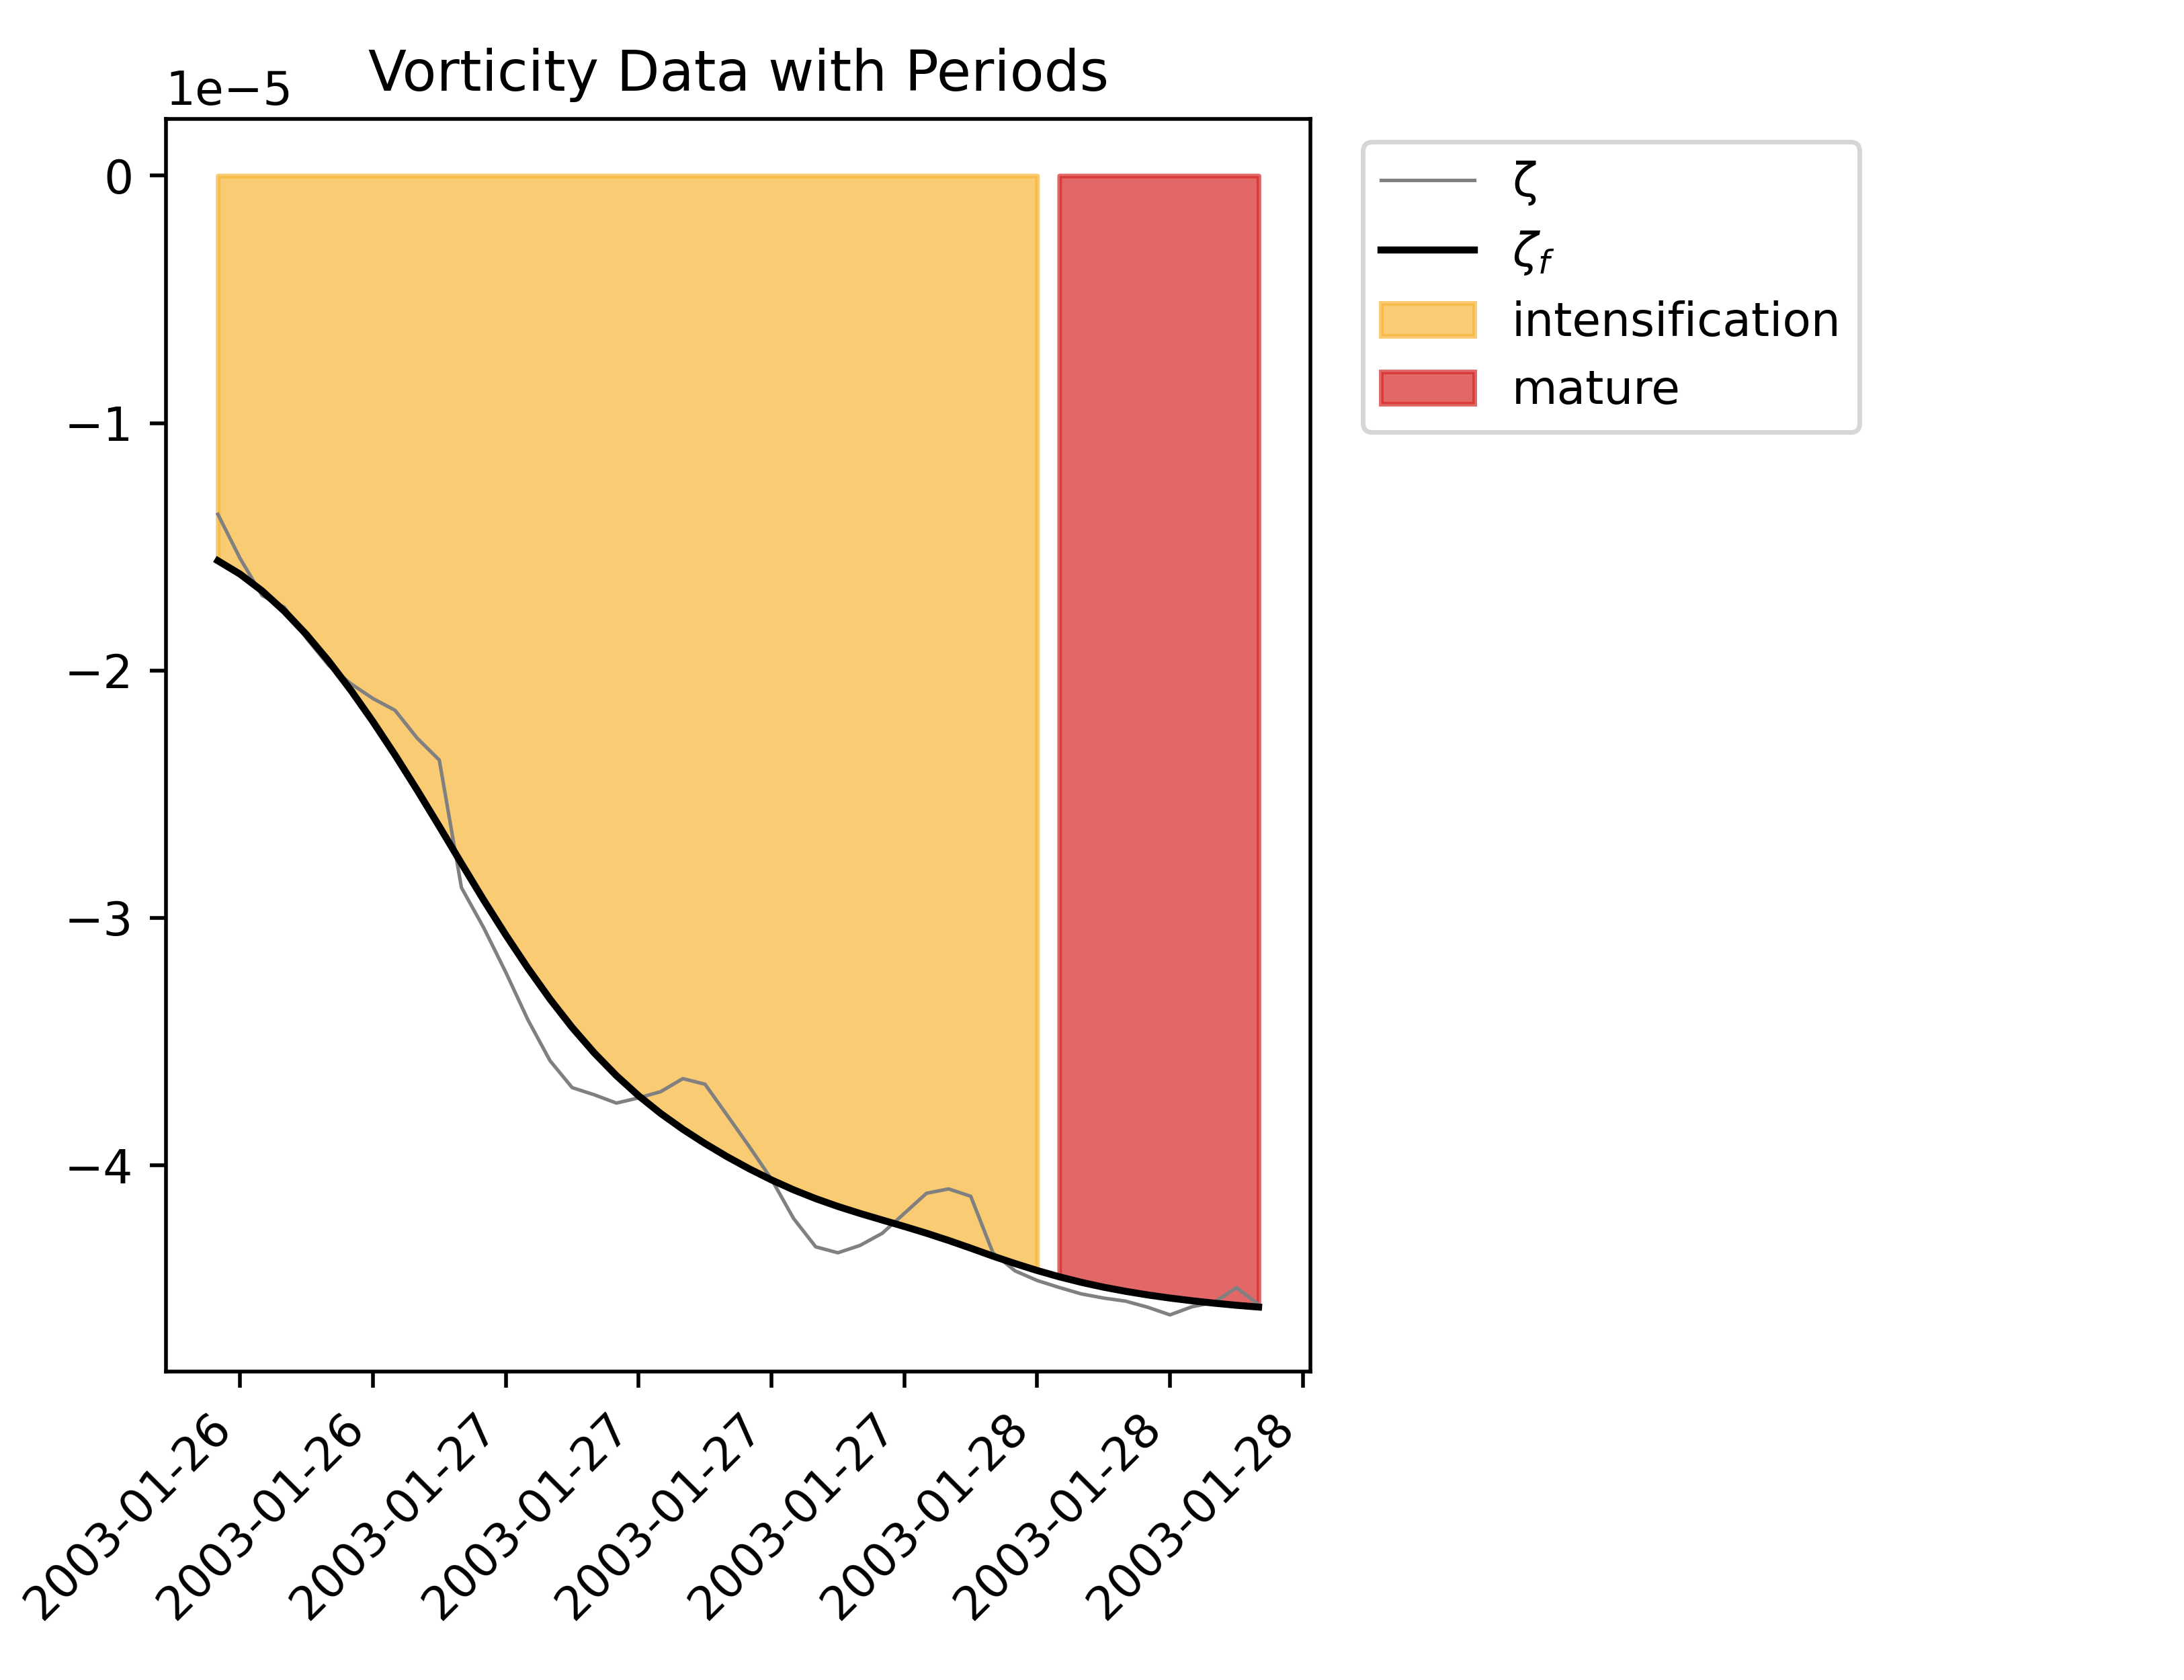 Vorticity Data with Periods
1e−5
0
−1
−2
−3
−4
2003-01-26
2003-01-26
2003-01-27
2003-01-27
2003-01-27
2003-01-27
2003-01-28
2003-01-28
2003-01-28
ζ
ζf
intensification
mature